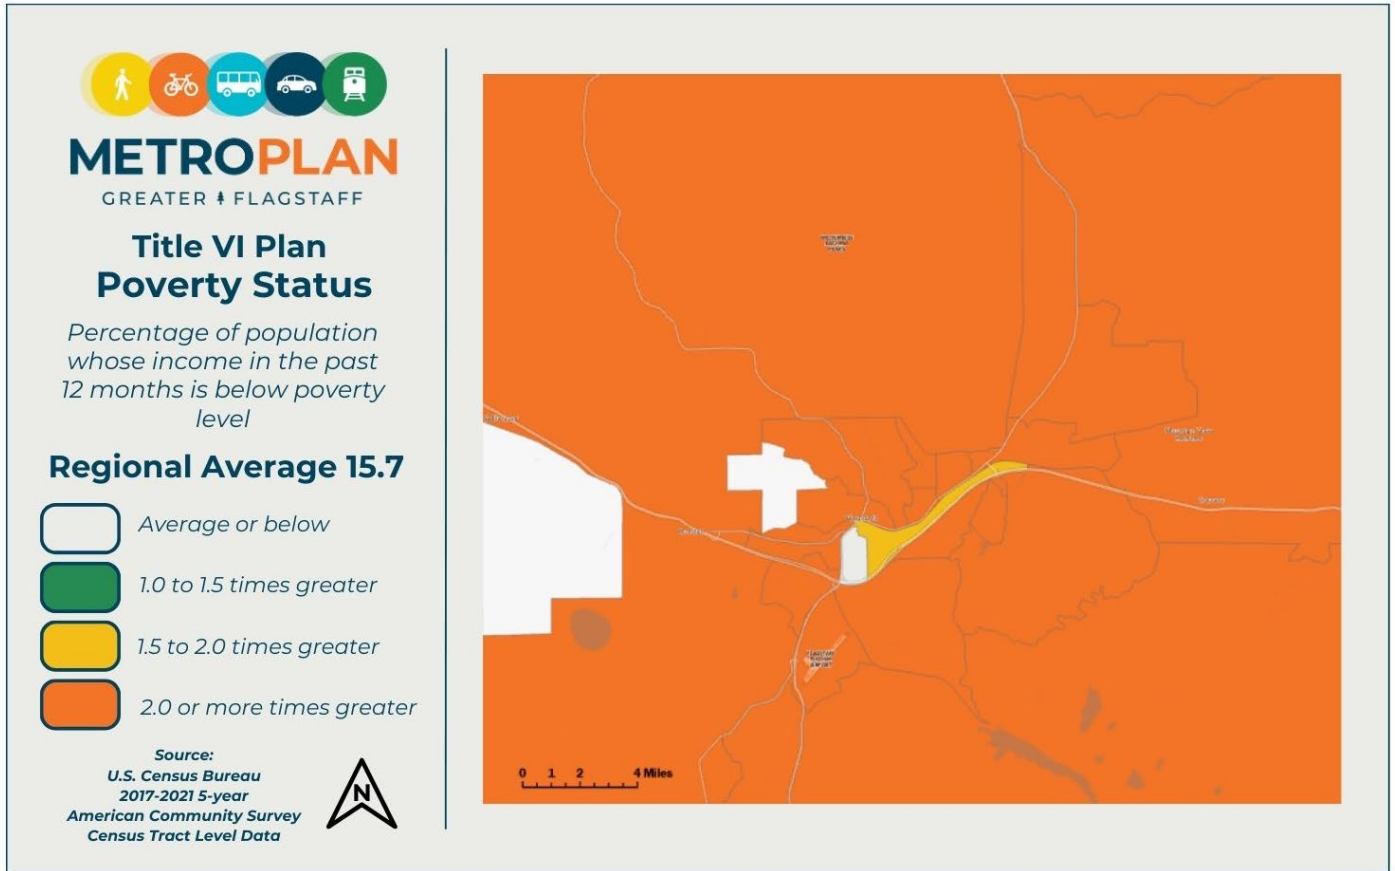 METROPLAN
GREATER FLAGSTAFF
Title VI Plan
Poverty Status
Percentage of population
whose income in the past
12 months is below poverty
level
Regional Average 15.7
Average or below
1.0 to 1.5 times greater
1.5 to 2.0 times greater
2.0 or more times greater
Source:
U.S. Census Bureau
2017-2021 5-year
American Community Survey
Census Tract Level Data
N
0 1 2 4 Miles